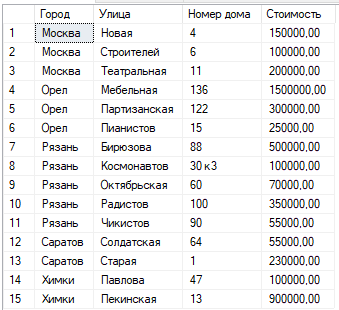 Город Улица Номер дома Стоимость
1 Москва Новая 4 150000,00
2 Москва Строителей 6 100000,00
3 Москва Театральная 11 200000,00
4 Орел Мебельная 136 1500000,00
5 Орел Партизанская 122 300000,00
6 Орел Пианистов 15 25000,00
7 Рязань Бирюзова 88 500000,00
8 Рязань Космонавтов 30 к3 100000,00
9 Рязань Октябрьская 60 70000,00
10 Рязань Радистов 100 350000,00
11 Рязань Чикистов 90 55000,00
12 Саратов Солдатская 64 55000,00
13 Саратов Старая 1 230000,00
14 Химки Павлова 47 100000,00
15 Химки Пекинская 13 900000,00